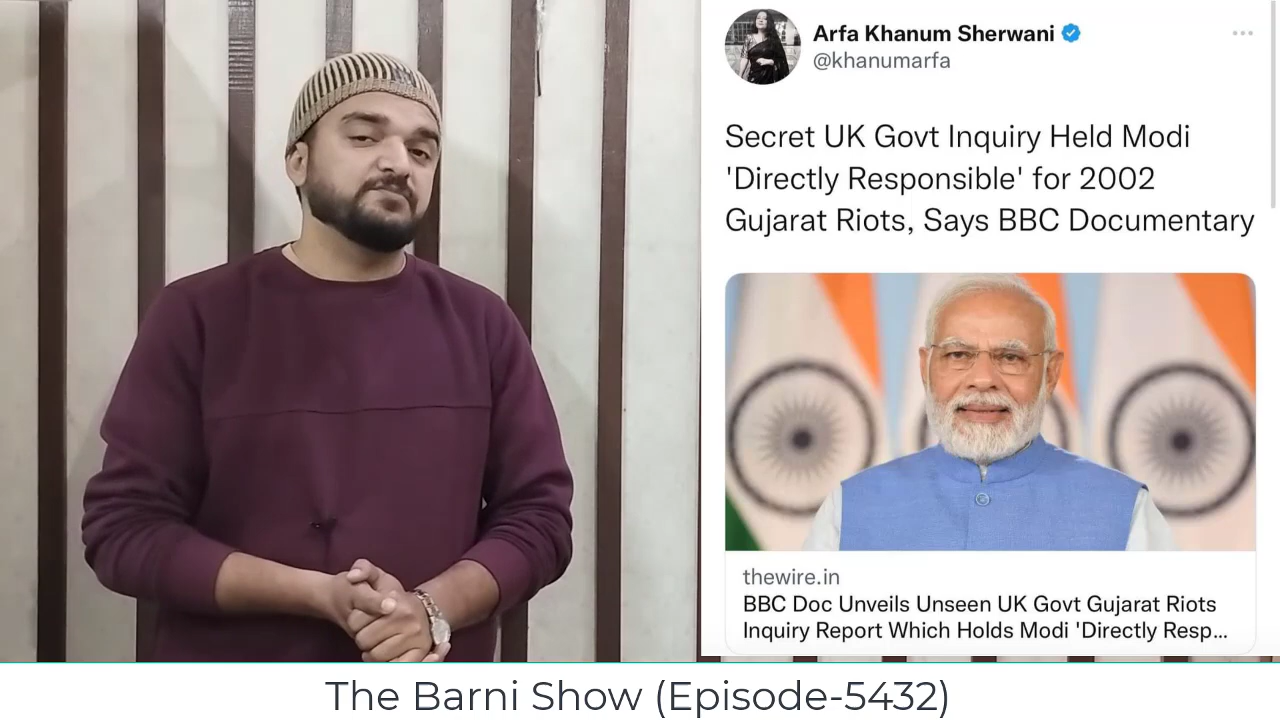 Arfa Khanum Sherwani
@khanumarfa
Secret UK Govt Inquiry Held Modi
'Directly Responsible' for 2002
Gujarat Riots, Says BBC Documentary
thewire.in
BBC Doc Unveils Unseen UK Govt Gujarat Riots
Inquiry Report Which Holds Modi 'Directly Resp...
The Barni Show (Episode-5432)